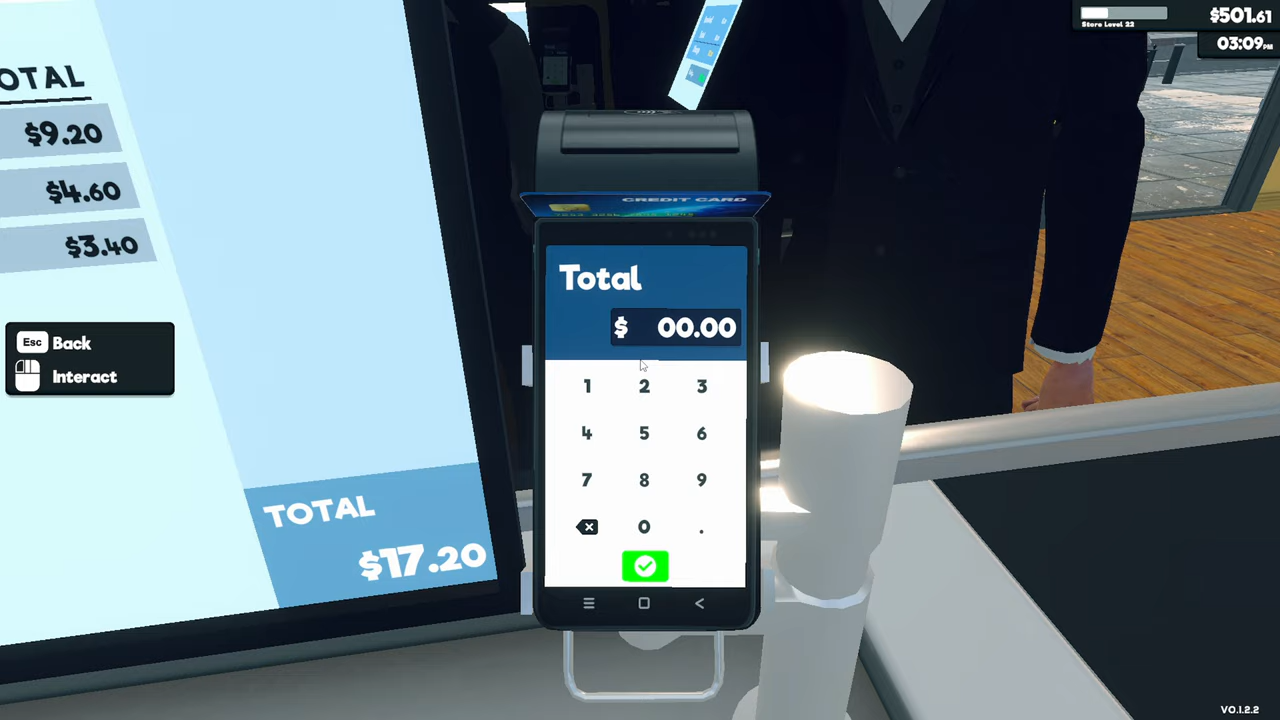 OTAL
$9.20
$4.60
$3.40
Esc Back
Interact
TOTAL
$17.20
CREDIT CARD
Total
$ 00.00
1 2 3
4 5 6
7 8 9
0 .
Store Level 22
$501.61
03:09PM
V0.1.2.2